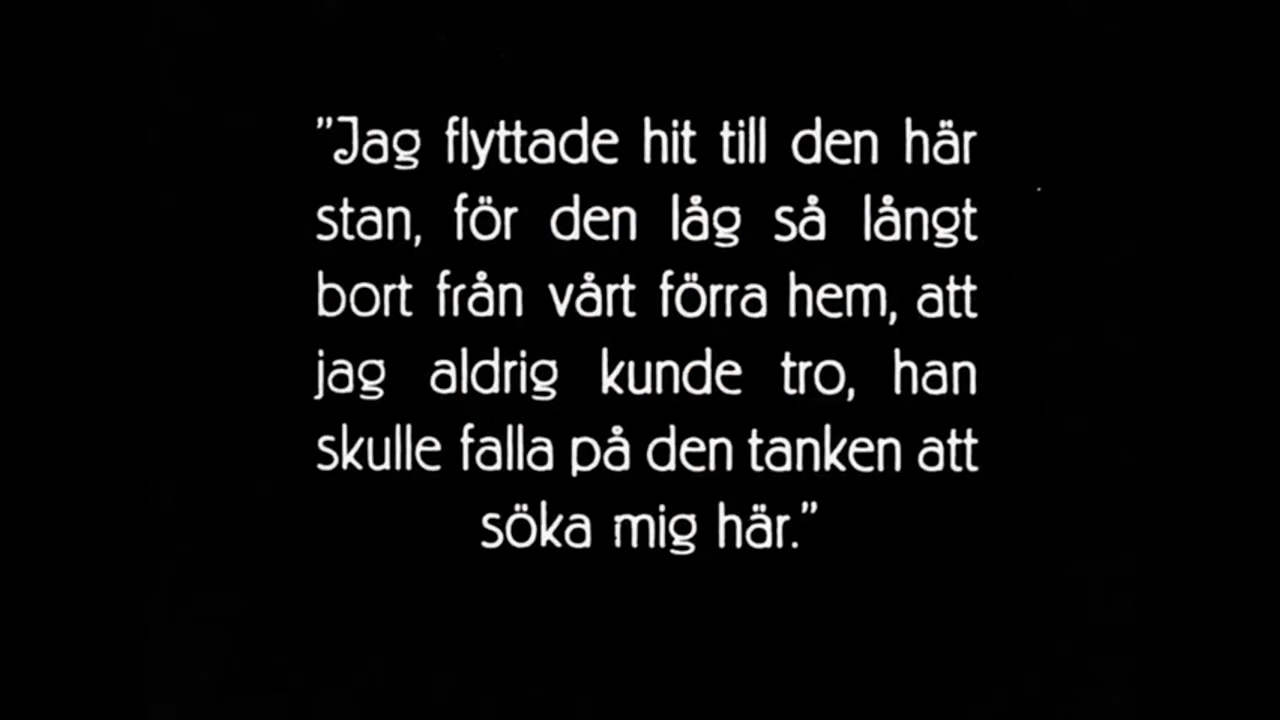 "Jag flyttade hit till den här
stan, för den låg så långt
bort från vårt förra hem, att
jag aldrig kunde tro, han
skulle falla på den tanken att
söka mig här."